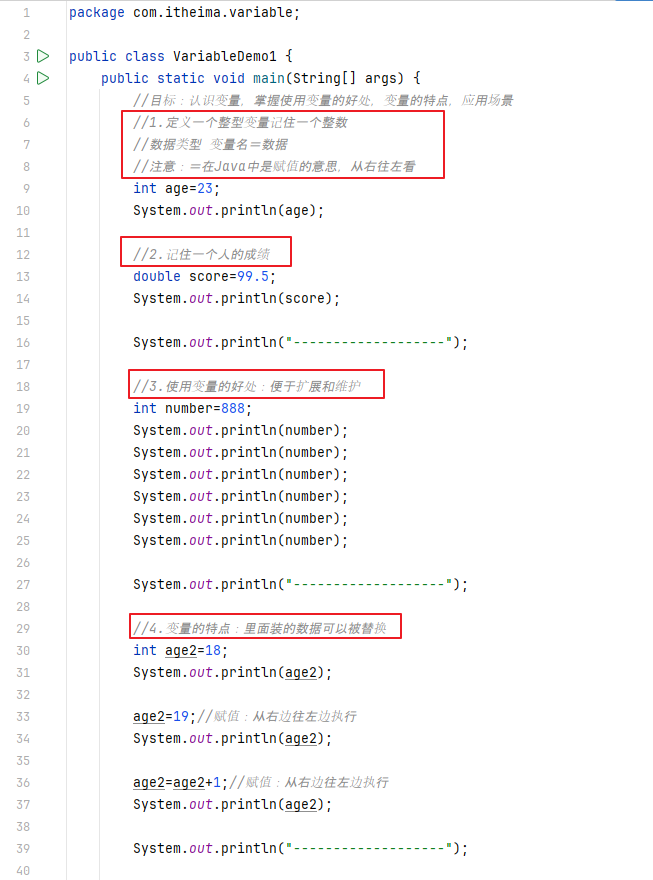 1 package com.itheima.variable;
2
3 public class VariableDemo1 {
4 public static void main(String[] args) {
5 //目标：认识变量，掌握使用变量的好处，变量的特点，应用场景
6 //1.定义一个整型变量记住一个整数
7 //数据类型 变量名＝数据
8 //注意：＝在Java中是赋值的意思，从右往左看
9 int age=23;
10 System.out.println(age);
11
12 //2.记住一个人的成绩
13 double score=99.5;
14 System.out.println(score);
15
16 System.out.println("-------------------");
17
18 //3.使用变量的好处：便于扩展和维护
19 int number=888;
20 System.out.println(number);
21 System.out.println(number);
22 System.out.println(number);
23 System.out.println(number);
24 System.out.println(number);
25 System.out.println(number);
26
27 System.out.println("-------------------");
28
29 //4.变量的特点：里面装的数据可以被替换
30 int age2=18;
31 System.out.println(age2);
32
33 age2=19;//赋值：从右边往左边执行
34 System.out.println(age2);
35
36 age2=age2+1;//赋值：从右边往左边执行
37 System.out.println(age2);
38
39 System.out.println("-------------------");
40